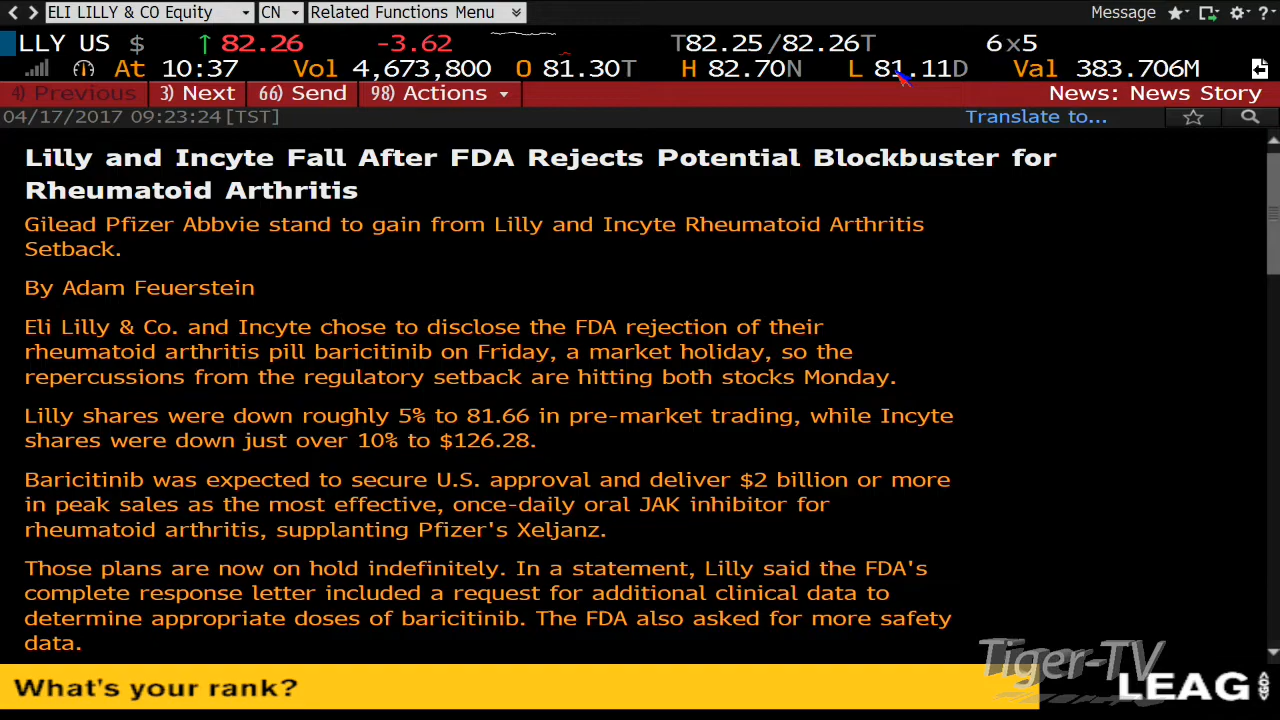 ELI LILLY & CO Equity CN Related Functions Menu Message ?
LLY US $ ↑ 82.26 -3.62 T82.25/82.26T 6x5
At 10:37 Vol 4,673,800 O 81.30T H 82.70N L 81.11D Val 383.706M
4) Previous 3) Next 66) Send 98) Actions News: News Story
04/17/2017 09:23:24 [TST] Translate to...
Lilly and Incyte Fall After FDA Rejects Potential Blockbuster for
Rheumatoid Arthritis
Gilead Pfizer Abbvie stand to gain from Lilly and Incyte Rheumatoid Arthritis
Setback.
By Adam Feuerstein
Eli Lilly & Co. and Incyte chose to disclose the FDA rejection of their
rheumatoid arthritis pill baricitinib on Friday, a market holiday, so the
repercussions from the regulatory setback are hitting both stocks Monday.
Lilly shares were down roughly 5% to 81.66 in pre-market trading, while Incyte
shares were down just over 10% to $126.28.
Baricitinib was expected to secure U.S. approval and deliver $2 billion or more
in peak sales as the most effective, once-daily oral JAK inhibitor for
rheumatoid arthritis, supplanting Pfizer's Xeljanz.
Those plans are now on hold indefinitely. In a statement, Lilly said the FDA's
complete response letter included a request for additional clinical data to
determine appropriate doses of baricitinib. The FDA also asked for more safety
data.
Tiger-TV
What's your rank? LEAG